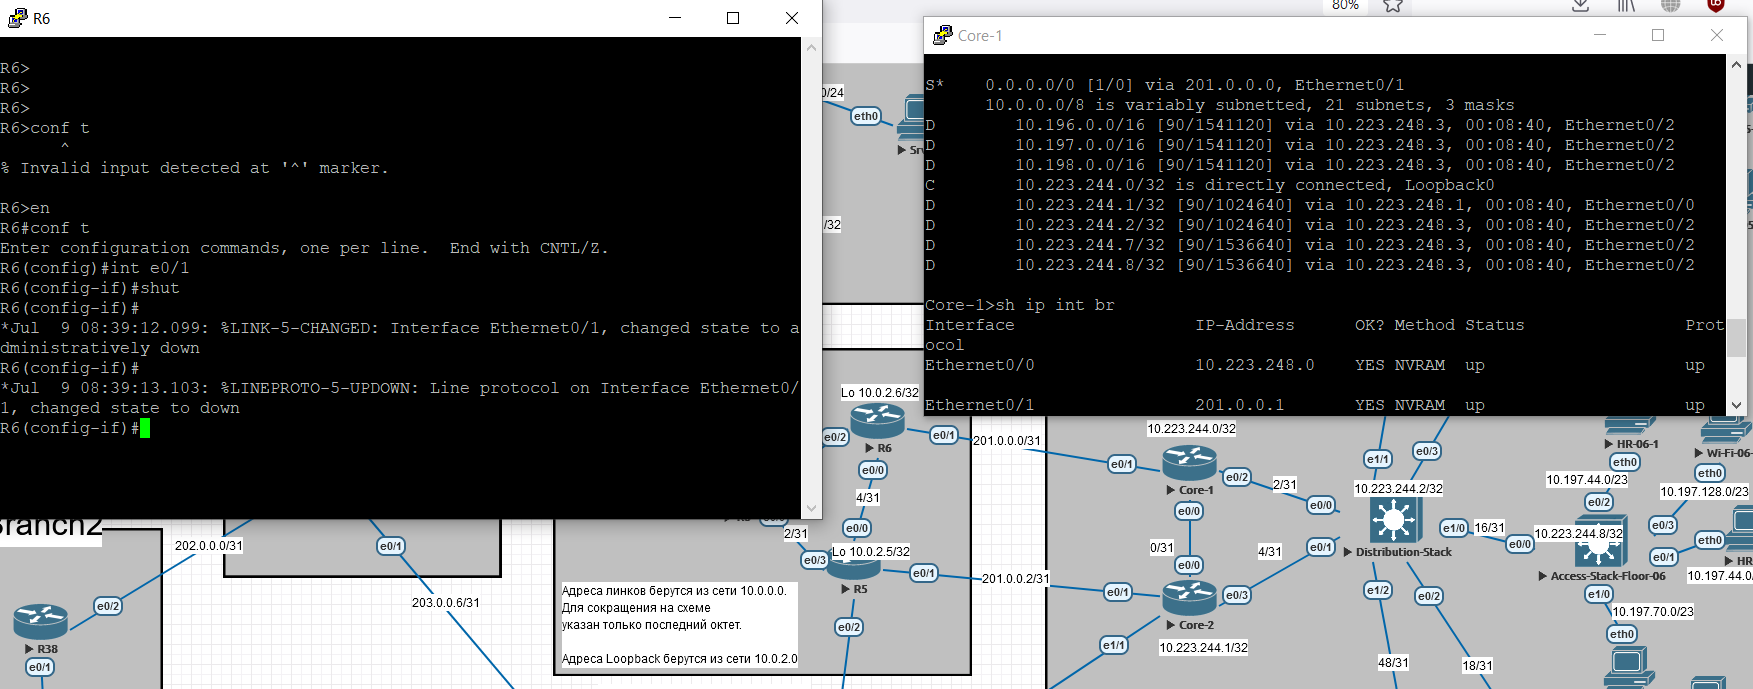 R6
R6>
R6>
R6>
R6>conf t
^
% Invalid input detected at '^' marker.
R6>en
R6#conf t
Enter configuration commands, one per line.  End with CNTL/Z.
R6(config)#int e0/1
R6(config-if)#shut
R6(config-if)#
*Jul  9 08:39:12.099: %LINK-5-CHANGED: Interface Ethernet0/1, changed state to a
dministratively down
R6(config-if)#
*Jul  9 08:39:13.103: %LINEPROTO-5-UPDOWN: Line protocol on Interface Ethernet0/
1, changed state to down
R6(config-if)#
80%
Core-1
S*    0.0.0.0/0 [1/0] via 201.0.0.0, Ethernet0/1
10.0.0.0/8 is variably subnetted, 21 subnets, 3 masks
D        10.196.0.0/16 [90/1541120] via 10.223.248.3, 00:08:40, Ethernet0/2
D        10.197.0.0/16 [90/1541120] via 10.223.248.3, 00:08:40, Ethernet0/2
D        10.198.0.0/16 [90/1541120] via 10.223.248.3, 00:08:40, Ethernet0/2
C        10.223.244.0/32 is directly connected, Loopback0
D        10.223.244.1/32 [90/1024640] via 10.223.248.1, 00:08:40, Ethernet0/0
D        10.223.244.2/32 [90/1024640] via 10.223.248.3, 00:08:40, Ethernet0/2
D        10.223.244.7/32 [90/1536640] via 10.223.248.3, 00:08:40, Ethernet0/2
D        10.223.244.8/32 [90/1536640] via 10.223.248.3, 00:08:40, Ethernet0/2
Core-1>sh ip int br
Interface                  IP-Address      OK? Method Status                Prot
ocol
Ethernet0/0                10.223.248.0    YES NVRAM  up                    up
Ethernet0/1                201.0.0.1       YES NVRAM  up                    up
0/24
eth0
Srv
/32
Lo 10.0.2.6/32
e0/2
R6
e0/1
201.0.0.0/31
e0/0
4/31
e0/0
2/31
Lo 10.0.2.5/32
e0/3
e0/1
201.0.0.2/31
R5
e0/2
Адреса линков берутся из сети 10.0.0.0.
Для сокращения на схеме
указан только последний октет.
Адреса Loopback берутся из сети 10.0.2.0
Branch2
202.0.0.0/31
e0/1
203.0.0.6/31
e0/2
R38
e0/1
10.223.244.0/32
e0/1
Core-1
e0/2
2/31
e0/0
e0/0
0/31
4/31
e0/1
e0/0
e0/1
Core-2
e0/3
e1/1
10.223.244.1/32
e1/1
e0/3
10.223.244.2/32
Distribution-Stack
e1/0
16/31
e0/0
e1/2
e0/2
48/31
18/31
HR-06-1
eth0
10.197.44.0/23
e0/2
10.223.244.8/32
Access-Stack-Floor-06
e1/0
10.197.70.0/23
eth0
Wi-Fi-06-
eth0
10.197.128.0/23
e0/3
e0/1
eth0
HR
10.197.44.0/